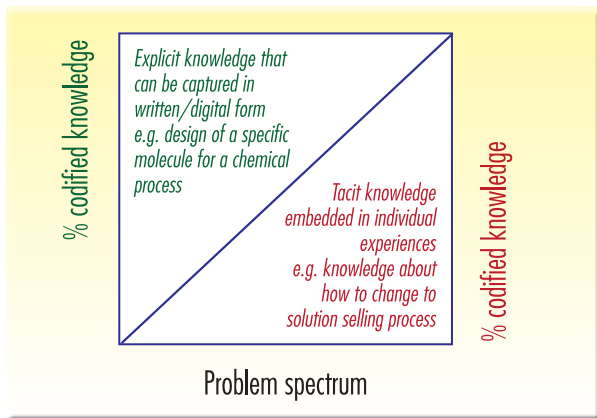 % codified knowledge
Explicit knowledge that
can be captured in
written/digital form
e.g. design of a specific
molecule for a chemical
process
Tacit knowledge
embedded in individual
experiences
e.g. knowledge about
how to change to
solution selling process
% codified knowledge
Problem spectrum